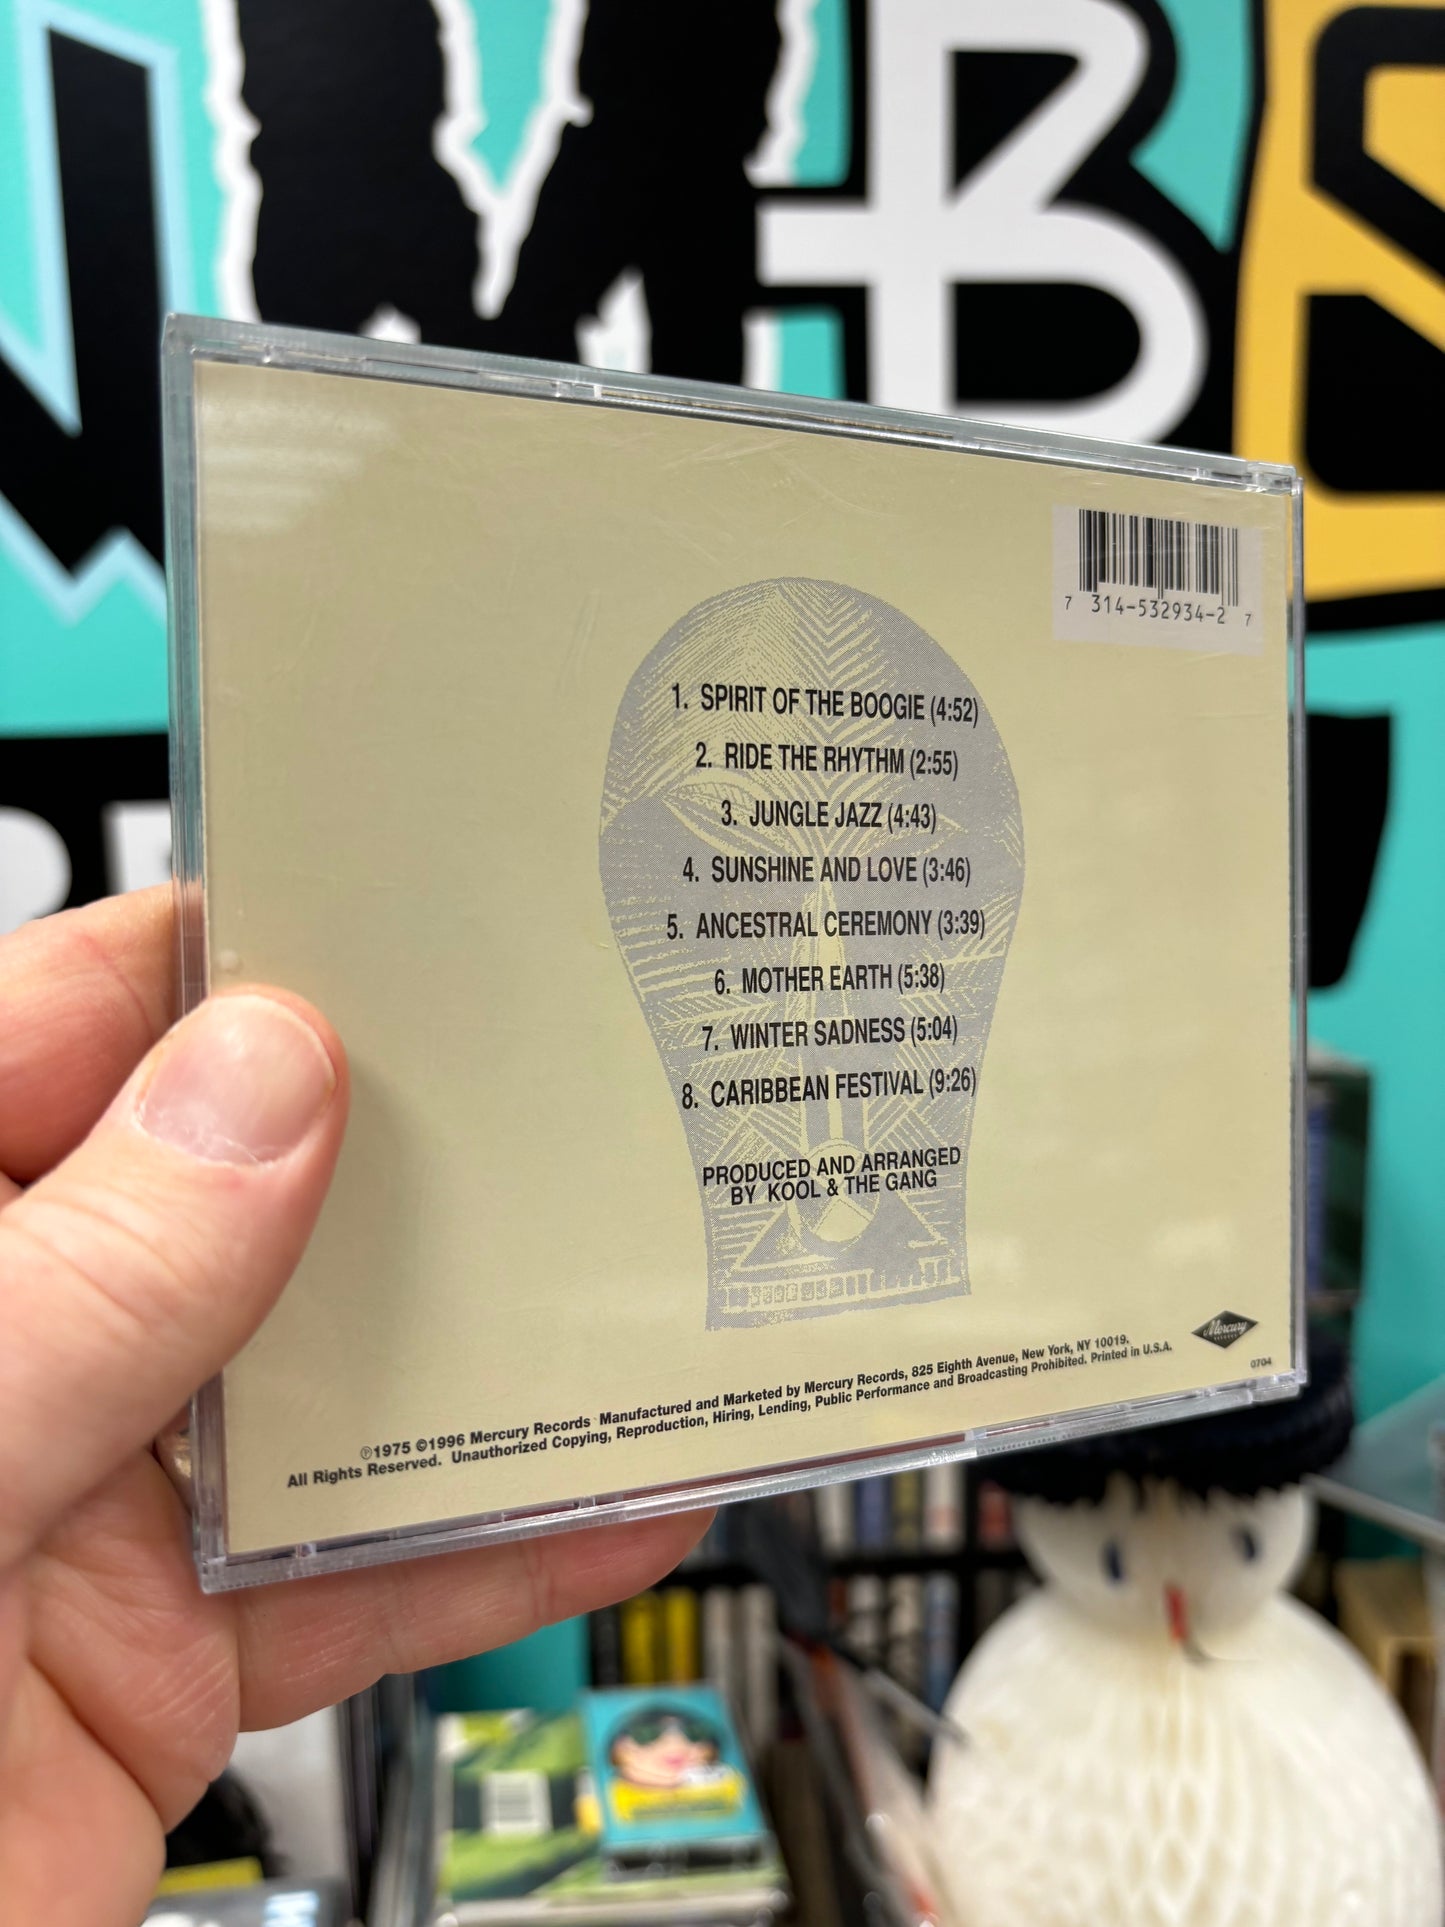 B
7 314-532934-2 7
1. SPIRIT OF THE BOOGIE (4:52)
2. RIDE THE RHYTHM (2:55)
3. JUNGLE JAZZ (4:43)
4. SUNSHINE AND LOVE (3:46)
5. ANCESTRAL CEREMONY (3:39)
6. MOTHER EARTH (5:38)
7. WINTER SADNESS (5:04)
8. CARIBBEAN FESTIVAL (9:26)
PRODUCED AND ARRANGED
BY KOOL & THE GANG
Mercury
0704
℗1975 ©1996 Mercury Records Manufactured and Marketed by Mercury Records, 825 Eighth Avenue, New York, NY 10019.
All Rights Reserved. Unauthorized Copying, Reproduction, Hiring, Lending, Public Performance and Broadcasting Prohibited. Printed in U.S.A.